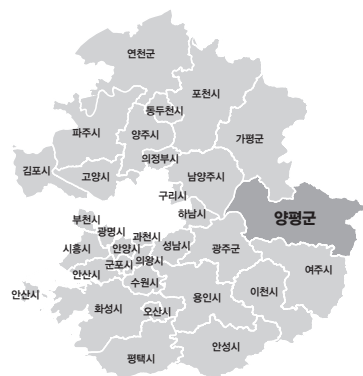 연천군
포천시
동두천시
파주시
양주시
가평군
의정부시
김포시
고양시
남양주시
구리시
하남시
양평군
부천시
광명시
과천시
시흥시
안양시
성남시
광주군
군포시
의왕시
여주시
안산시
수원시
안산시
용인시
이천시
화성시
오산시
안성시
평택시